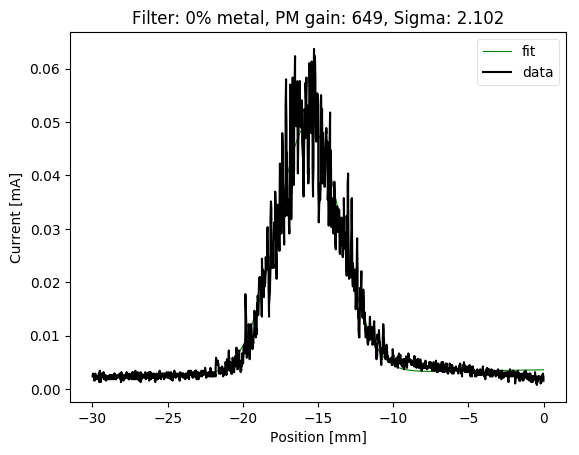 Filter: 0% metal, PM gain: 649, Sigma: 2.102
fit
data
0.06
0.05
0.04
0.03
0.02
0.01
0.00
Current [mA]
−30
−25
−20
−15
−10
−5
0
Position [mm]